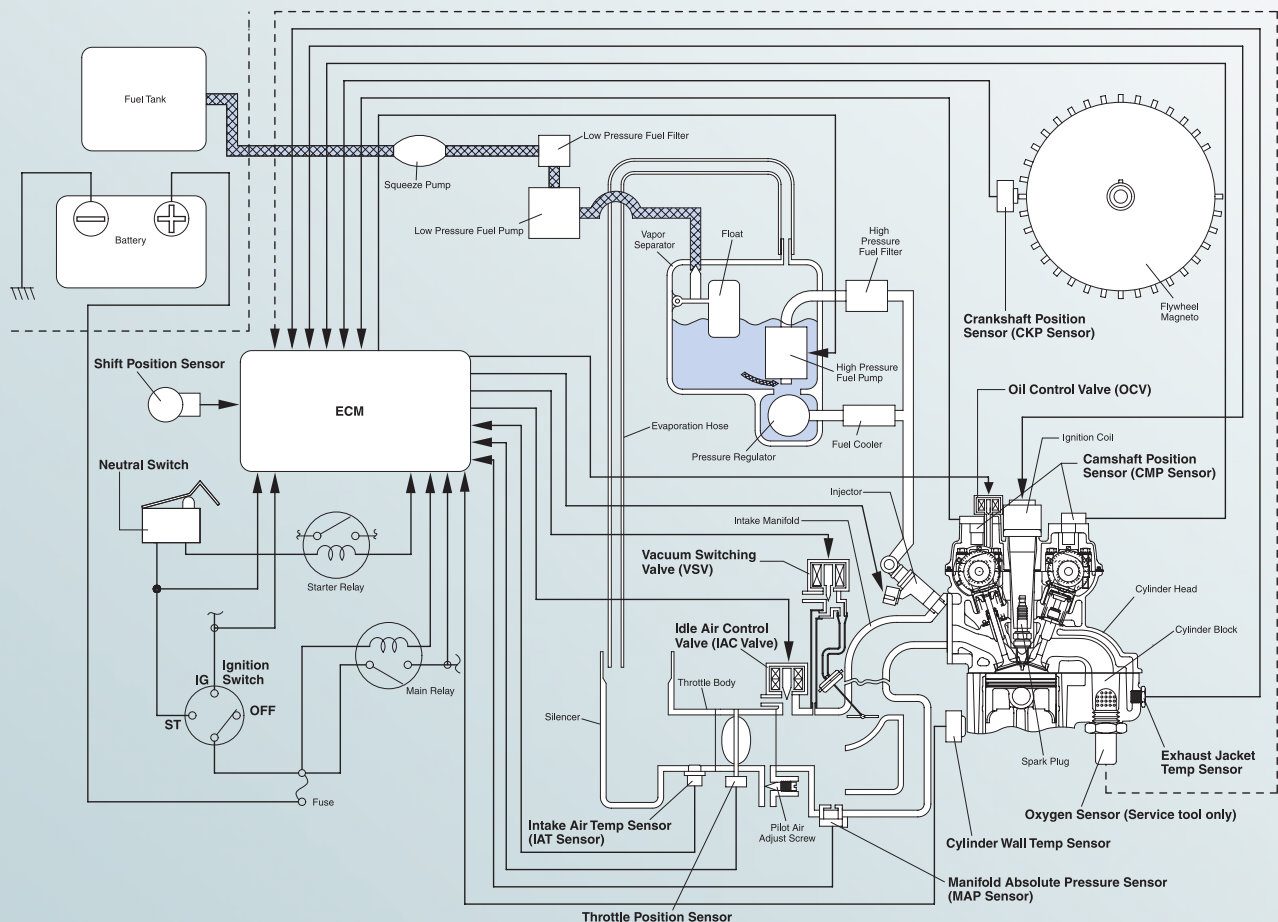 Fuel Tank
Low Pressure Fuel Filter
Squeeze Pump
Low Pressure Fuel Pump
Battery
Vapor
Separator
Float
High
Pressure
Fuel Filter
Flywheel
Magneto
Crankshaft Position
Sensor (CKP Sensor)
Shift Position Sensor
ECM
High Pressure
Fuel Pump
Oil Control Valve (OCV)
Evaporation Hose
Fuel Cooler
Ignition Coil
Pressure Regulator
Camshaft Position
Sensor (CMP Sensor)
Neutral Switch
Injector
Intake Manifold
Starter Relay
Vacuum Switching
Valve (VSV)
Cylinder Head
Idle Air Control
Valve (IAC Valve)
Cylinder Block
IG
Ignition
Switch
OFF
ST
Main Relay
Throttle Body
Silencer
Spark Plug
Exhaust Jacket
Temp Sensor
Fuse
Intake Air Temp Sensor
(IAT Sensor)
Pilot Air
Adjust Screw
Oxygen Sensor (Service tool only)
Cylinder Wall Temp Sensor
Manifold Absolute Pressure Sensor
(MAP Sensor)
Throttle Position Sensor